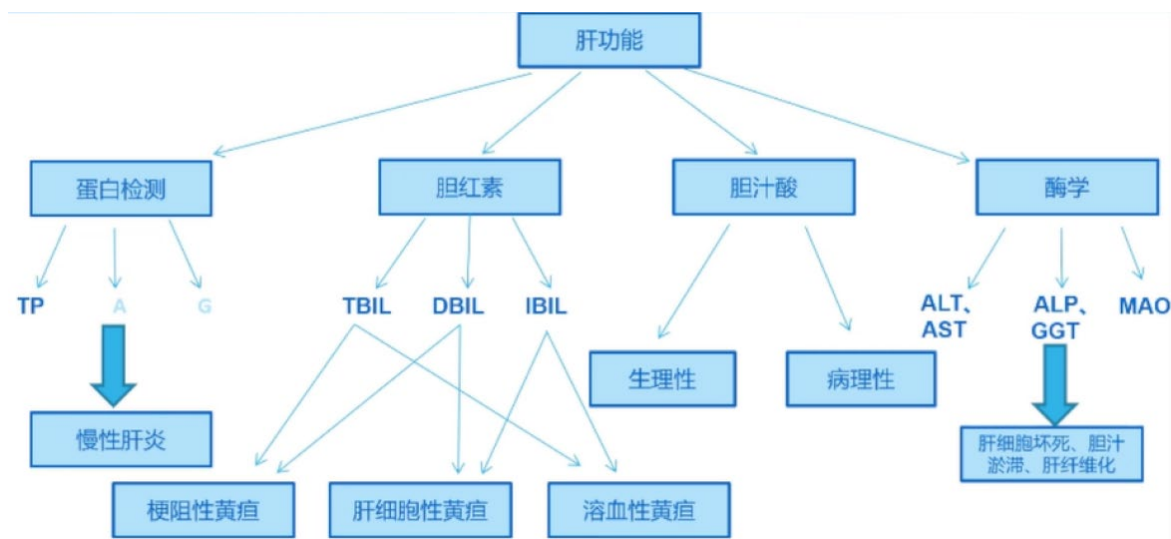 肝功能
蛋白检测
胆红素
胆汁酸
酶学
TP
A
G
TBIL
DBIL
IBIL
ALT、
AST
ALP、
GGT
MAO
生理性
病理性
慢性肝炎
肝细胞坏死、胆汁
淤滞、肝纤维化
梗阻性黄疸
肝细胞性黄疸
溶血性黄疸